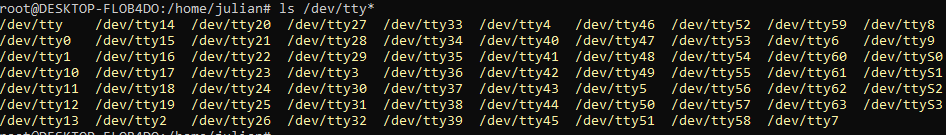 root@DESKTOP-FLOB4DO:/home/julian# ls /dev/tty*
/dev/tty /dev/tty14 /dev/tty20 /dev/tty27 /dev/tty33 /dev/tty4 /dev/tty46 /dev/tty52 /dev/tty59 /dev/tty8
/dev/tty0 /dev/tty15 /dev/tty21 /dev/tty28 /dev/tty34 /dev/tty40 /dev/tty47 /dev/tty53 /dev/tty6 /dev/tty9
/dev/tty1 /dev/tty16 /dev/tty22 /dev/tty29 /dev/tty35 /dev/tty41 /dev/tty48 /dev/tty54 /dev/tty60 /dev/ttyS0
/dev/tty10 /dev/tty17 /dev/tty23 /dev/tty3 /dev/tty36 /dev/tty42 /dev/tty49 /dev/tty55 /dev/tty61 /dev/ttyS1
/dev/tty11 /dev/tty18 /dev/tty24 /dev/tty30 /dev/tty37 /dev/tty43 /dev/tty5 /dev/tty56 /dev/tty62 /dev/ttyS2
/dev/tty12 /dev/tty19 /dev/tty25 /dev/tty31 /dev/tty38 /dev/tty44 /dev/tty50 /dev/tty57 /dev/tty63 /dev/ttyS3
/dev/tty13 /dev/tty2 /dev/tty26 /dev/tty32 /dev/tty39 /dev/tty45 /dev/tty51 /dev/tty58 /dev/tty7
root@DESKTOP-FLOB4DO:/home/julian#